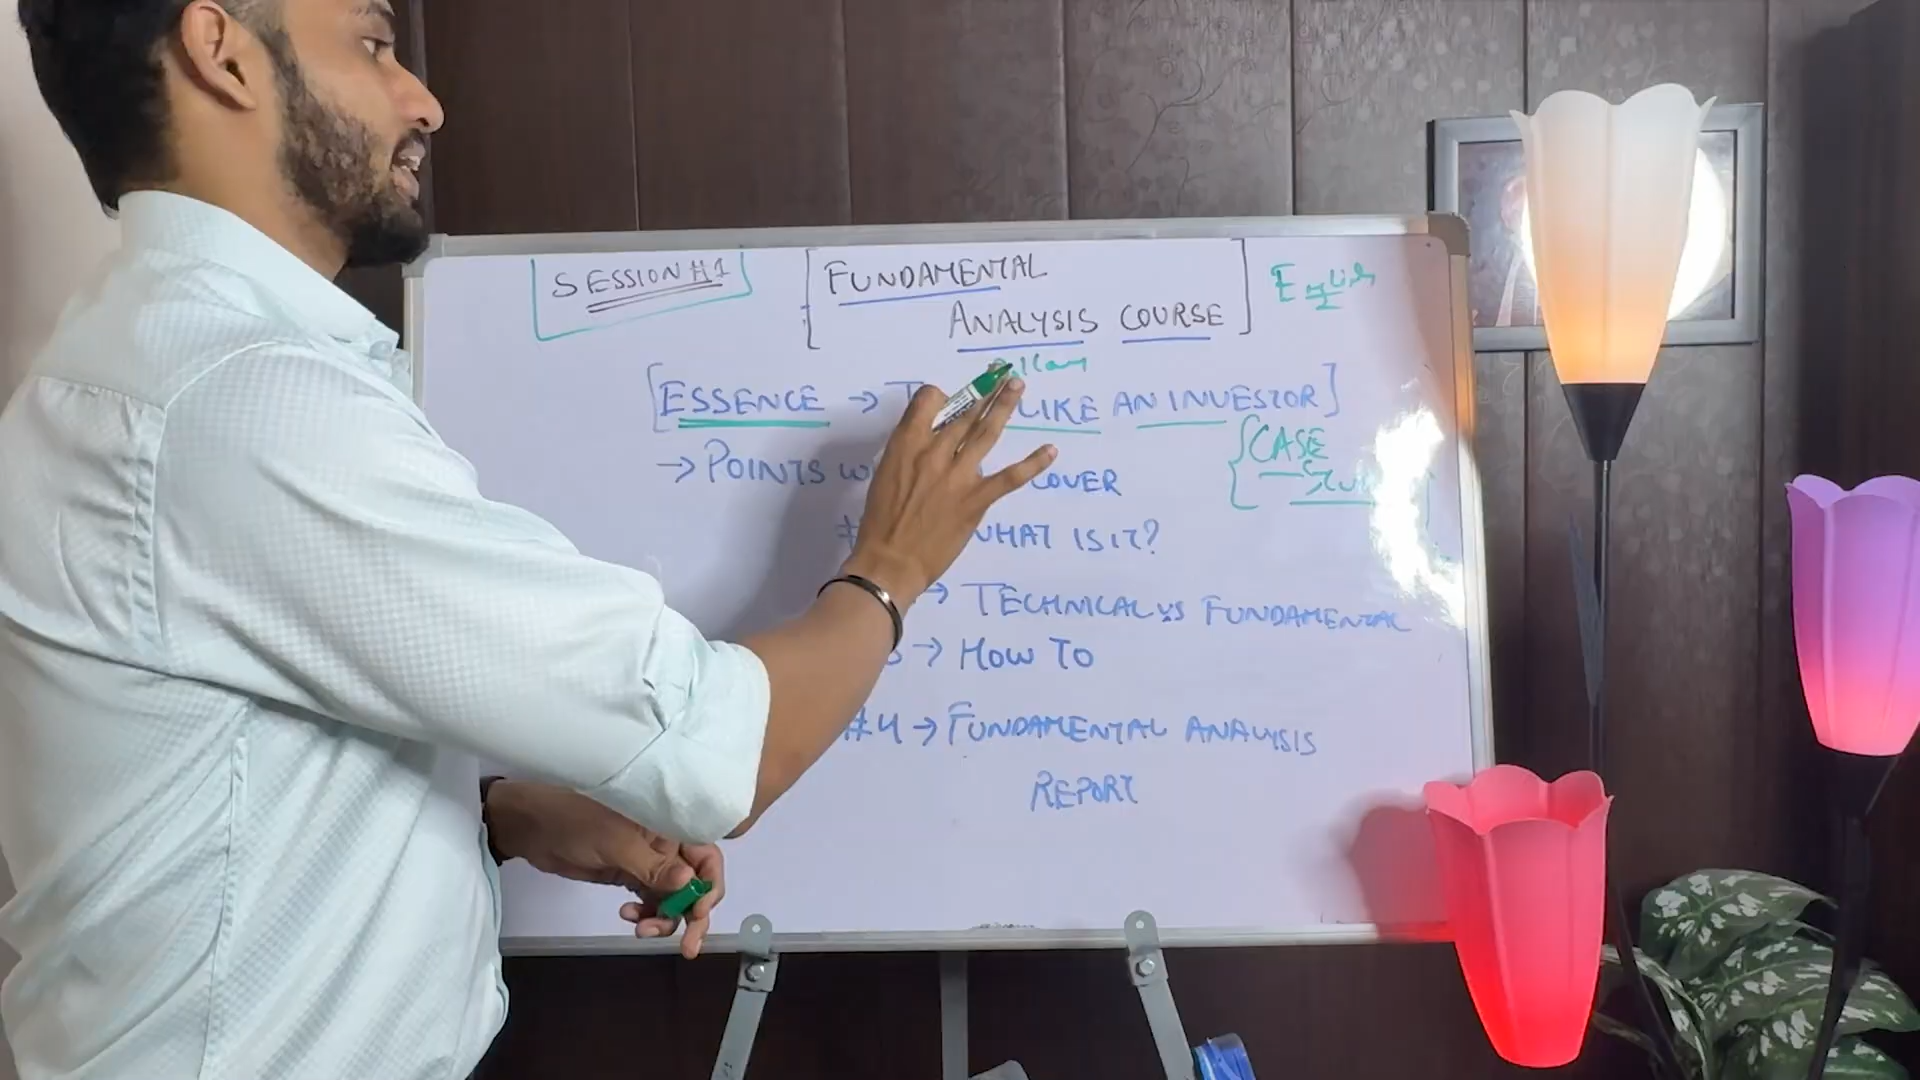 SESSION #1
FUNDAMENTAL
ANALYSIS COURSE
[ESSENCE → LIKE AN INVESTOR]
→ POINTS COVER
{CASE
WHAT IS IT?
→ TECHNICAL VS FUNDAMENTAL
→ HOW TO
#4 → FUNDAMENTAL ANALYSIS
REPORT